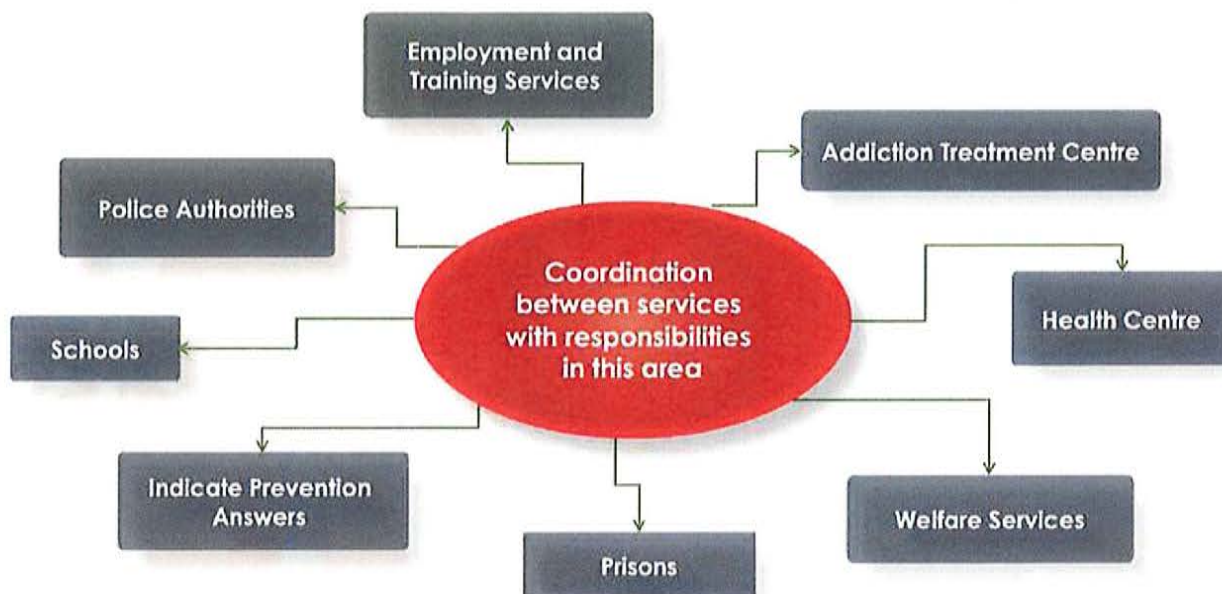 Employment and
Training Services
Addiction Treatment Centre
Police Authorities
Coordination
between services
with responsibilities
in this area
Health Centre
Schools
Indicate Prevention
Answers
Welfare Services
Prisons